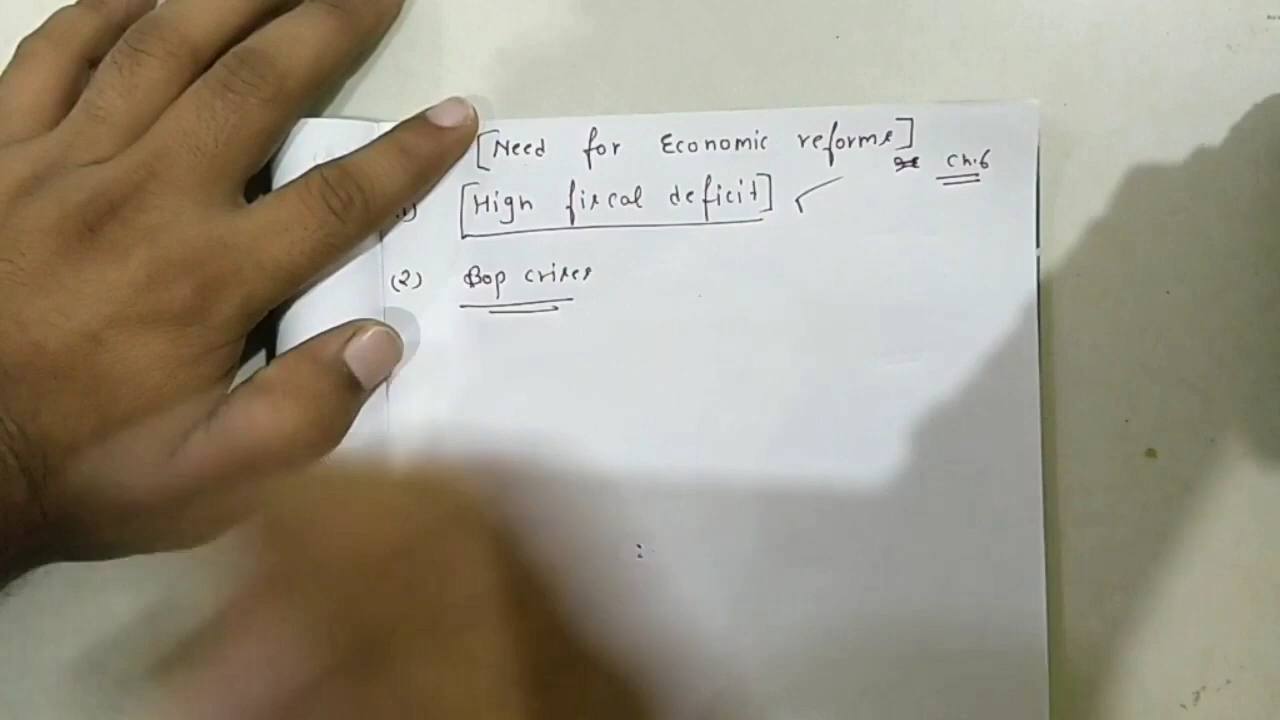 [Need for Economic reforms]
Ch.6
1) [High fiscal deficit]
(2) Bop crises